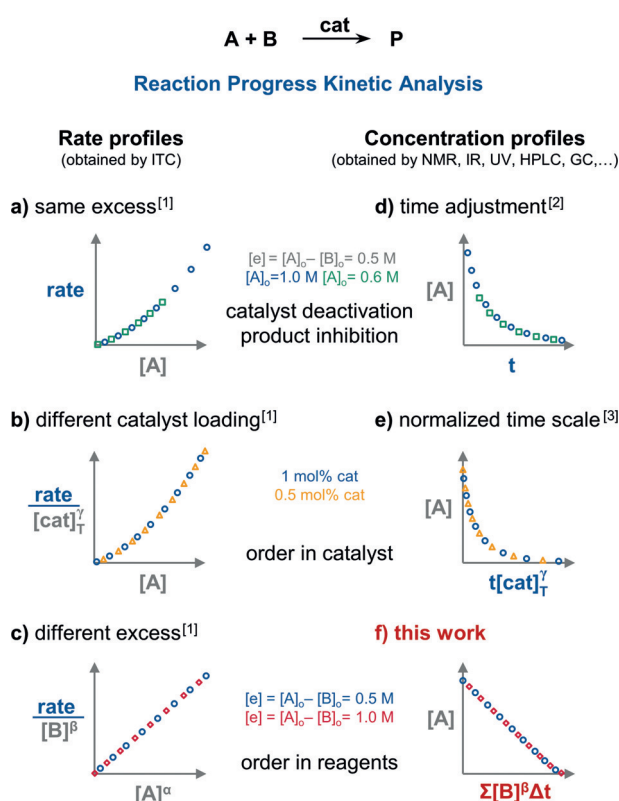 cat
A + B P
Reaction Progress Kinetic Analysis
Rate profiles
(obtained by ITC)
Concentration profiles
(obtained by NMR, IR, UV, HPLC, GC,...)
a) same excess[1]
d) time adjustment[2]
rate
[A]
[e] = [A]o– [B]o= 0.5 M
[A]o=1.0 M [A]o= 0.6 M
catalyst deactivation
product inhibition
[A]
t
b) different catalyst loading[1]
e) normalized time scale[3]
rate
[cat]Tγ
[A]
1 mol% cat
0.5 mol% cat
order in catalyst
[A]
t[cat]Tγ
c) different excess[1]
f) this work
rate
[B]β
[A]α
[e] = [A]o– [B]o= 0.5 M
[e] = [A]o– [B]o= 1.0 M
order in reagents
[A]
Σ[B]βΔt